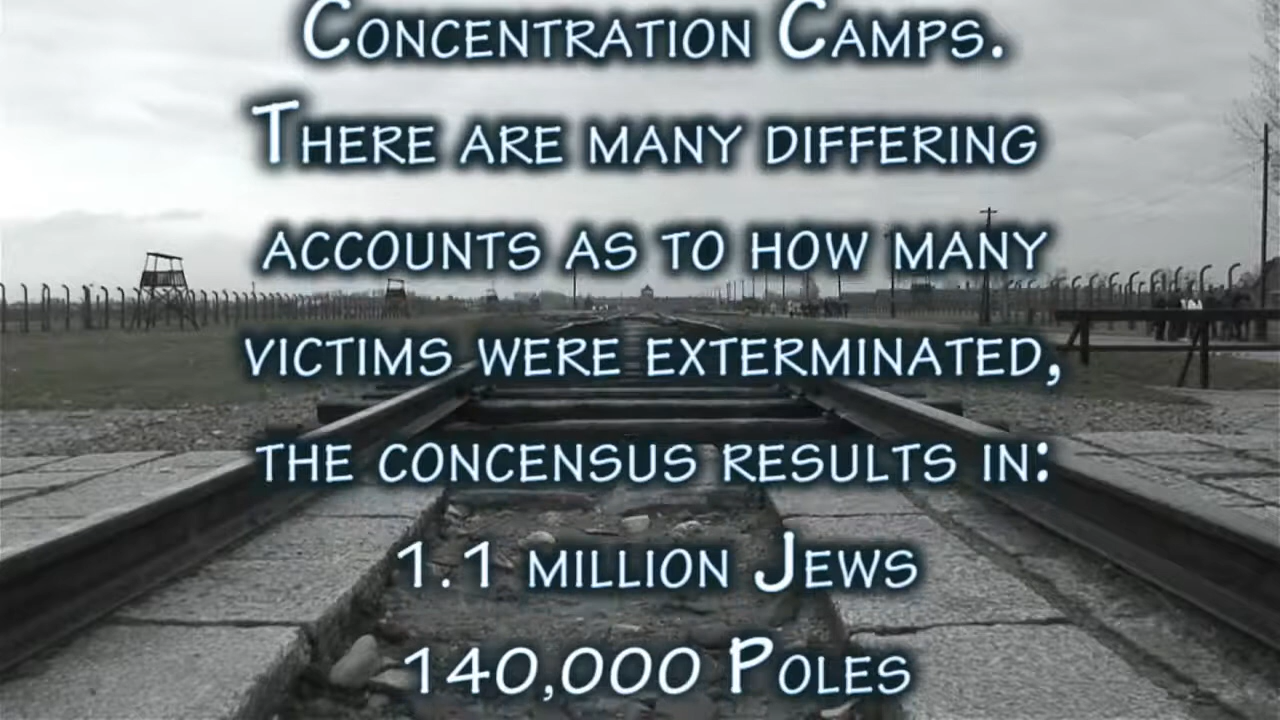 Concentration Camps.
There are many differing
accounts as to how many
victims were exterminated,
the concensus results in:
1.1 million Jews
140,000 Poles